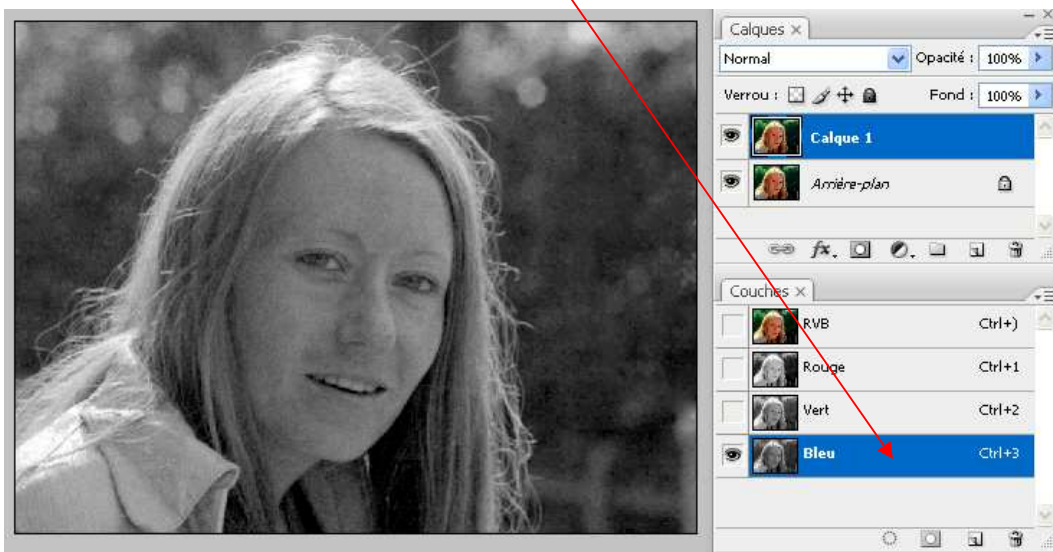 Calques ×
Normal Opacité : 100%
Verrou : Fond : 100%
Calque 1
Arrière-plan
fx.
Couches ×
RVB Ctrl+)
Rouge Ctrl+1
Vert Ctrl+2
Bleu Ctrl+3